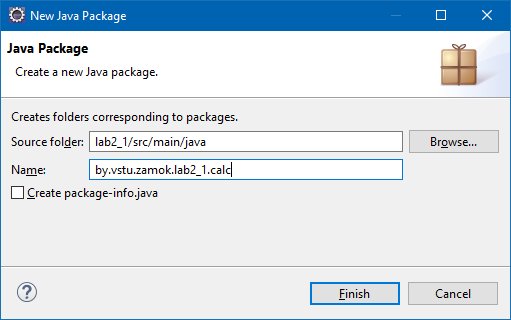 New Java Package
Java Package
Create a new Java package.
Creates folders corresponding to packages.
Source folder: lab2_1/src/main/java Browse...
Name: by.vstu.zamok.lab2_1.calc
Create package-info.java
? Finish Cancel